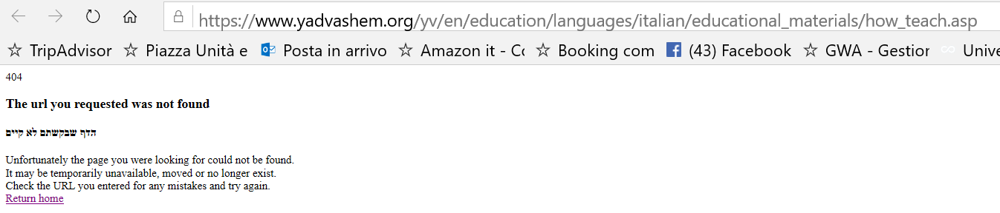 https://www.yadvashem.org/yv/en/education/languages/italian/educational_materials/how_teach.asp
TripAdvisor Piazza Unità e Posta in arrivo Amazon it - Co Booking com (43) Facebook GWA - Gestior Unive
404
The url you requested was not found
הדף שבקשתם לא קיים
Unfortunately the page you were looking for could not be found.
It may be temporarily unavailable, moved or no longer exist.
Check the URL you entered for any mistakes and try again.
Return home